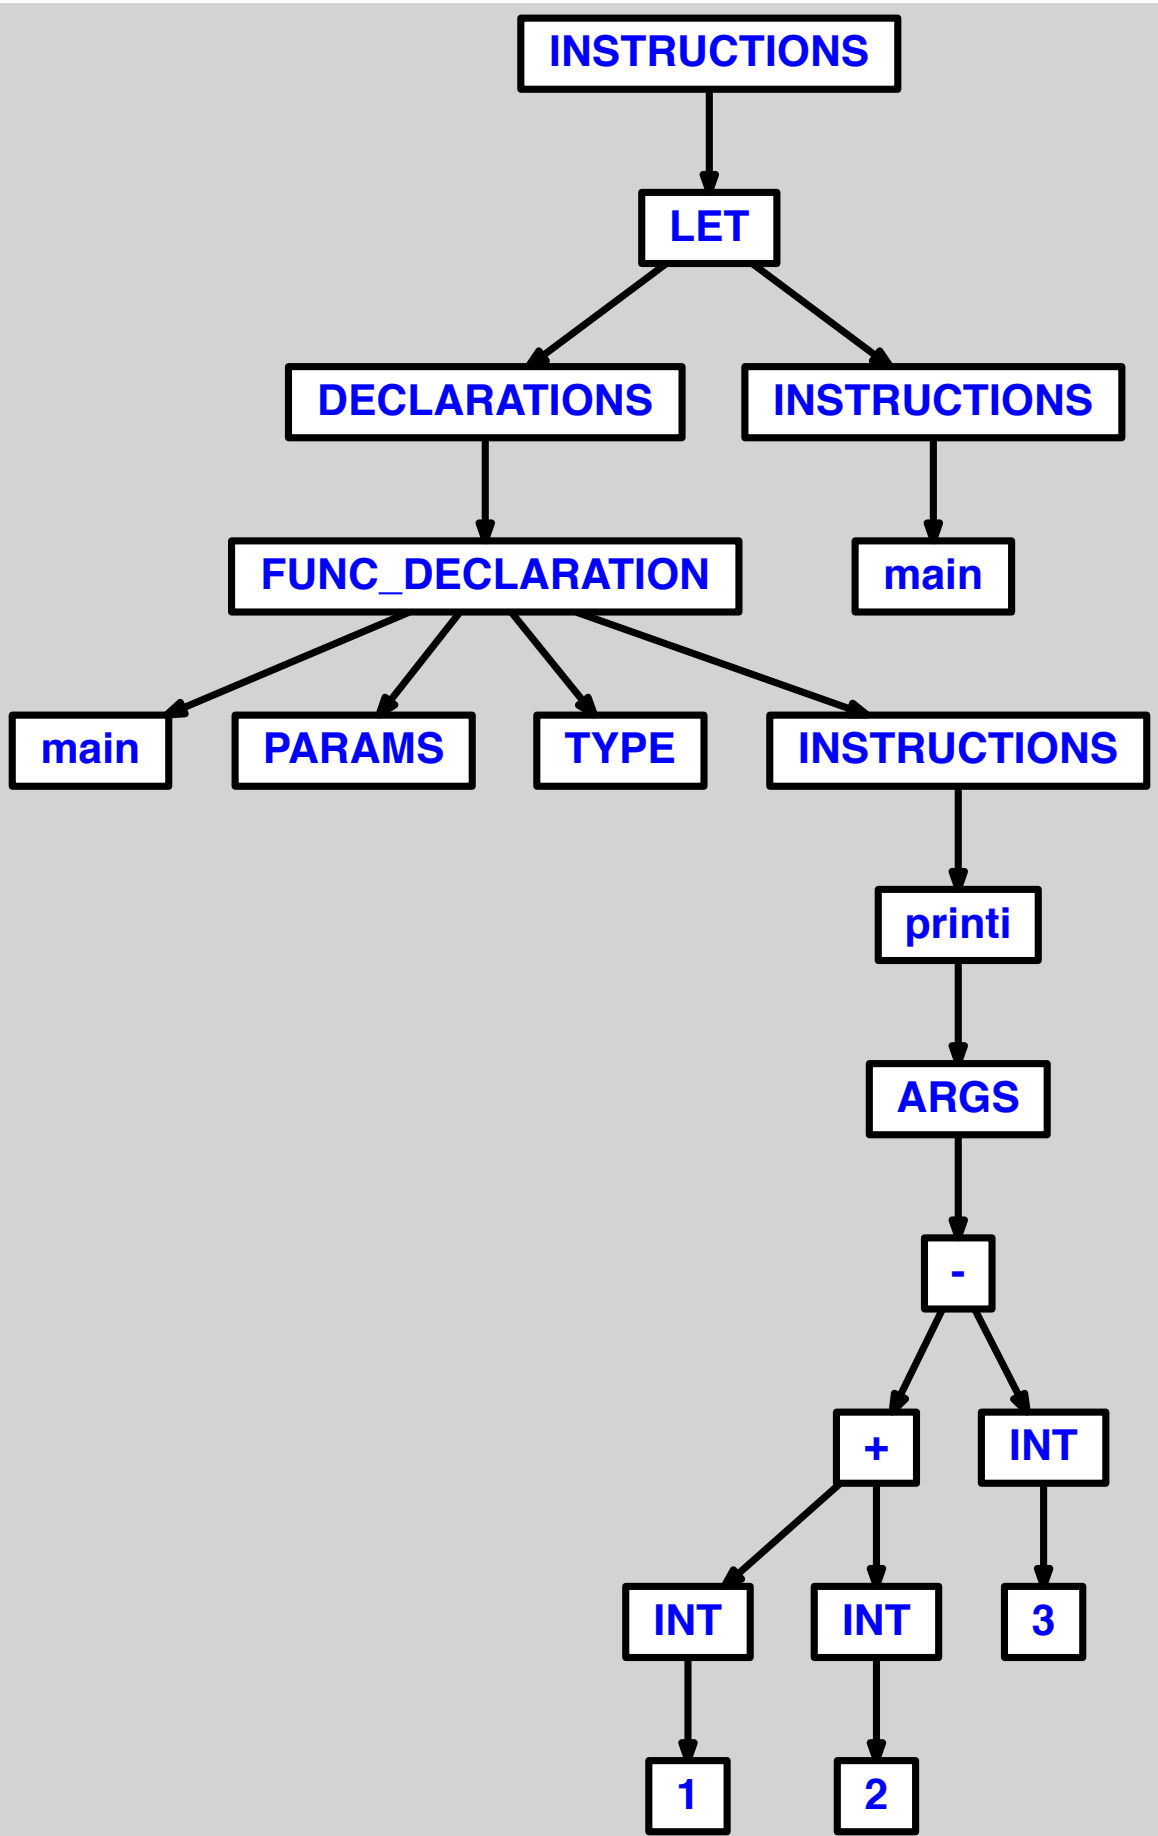 INSTRUCTIONS
LET
DECLARATIONS
INSTRUCTIONS
FUNC_DECLARATION
main
main
PARAMS
TYPE
INSTRUCTIONS
printi
ARGS
-
+
INT
INT
INT
3
1
2